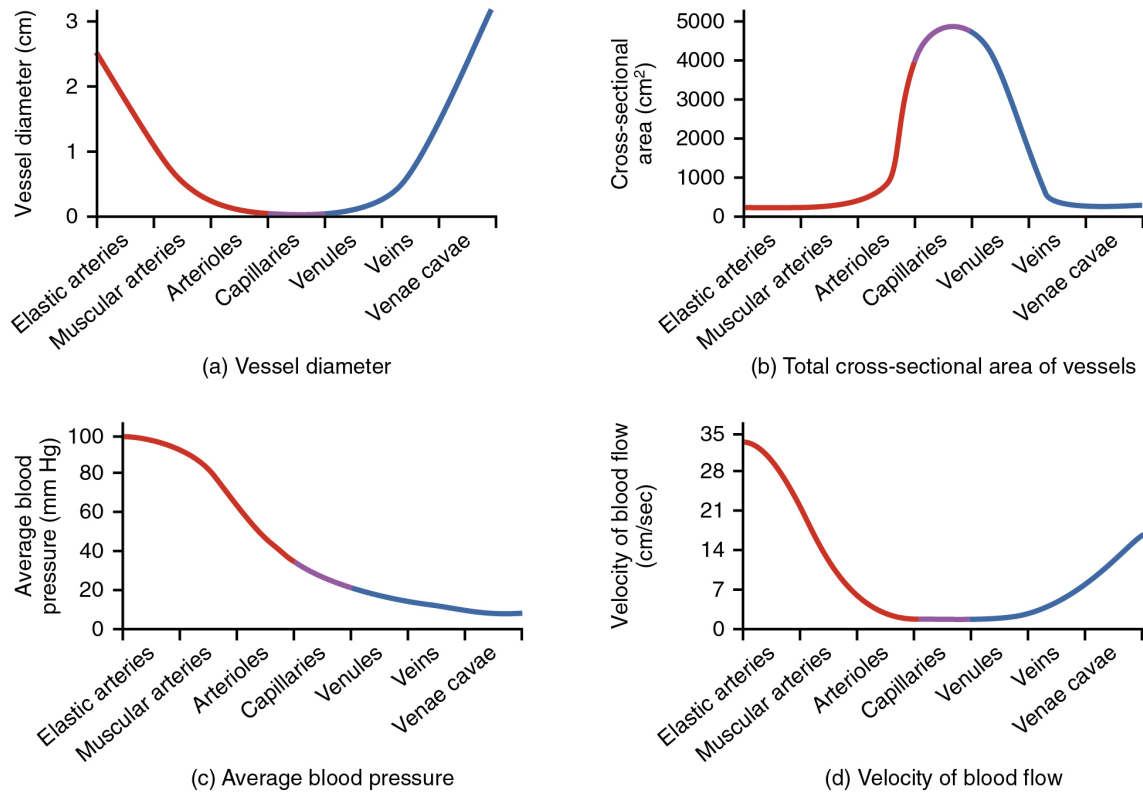 Vessel diameter (cm)
3
2
1
0
Elastic arteries
Muscular arteries
Arterioles
Capillaries
Venules
Veins
Venae cavae
(a) Vessel diameter
Cross-sectional
area (cm²)
5000
4000
3000
2000
1000
0
Elastic arteries
Muscular arteries
Arterioles
Capillaries
Venules
Veins
Venae cavae
(b) Total cross-sectional area of vessels
Average blood
pressure (mm Hg)
100
80
60
40
20
0
Elastic arteries
Muscular arteries
Arterioles
Capillaries
Venules
Veins
Venae cavae
(c) Average blood pressure
Velocity of blood flow
(cm/sec)
35
28
21
14
7
0
Elastic arteries
Muscular arteries
Arterioles
Capillaries
Venules
Veins
Venae cavae
(d) Velocity of blood flow